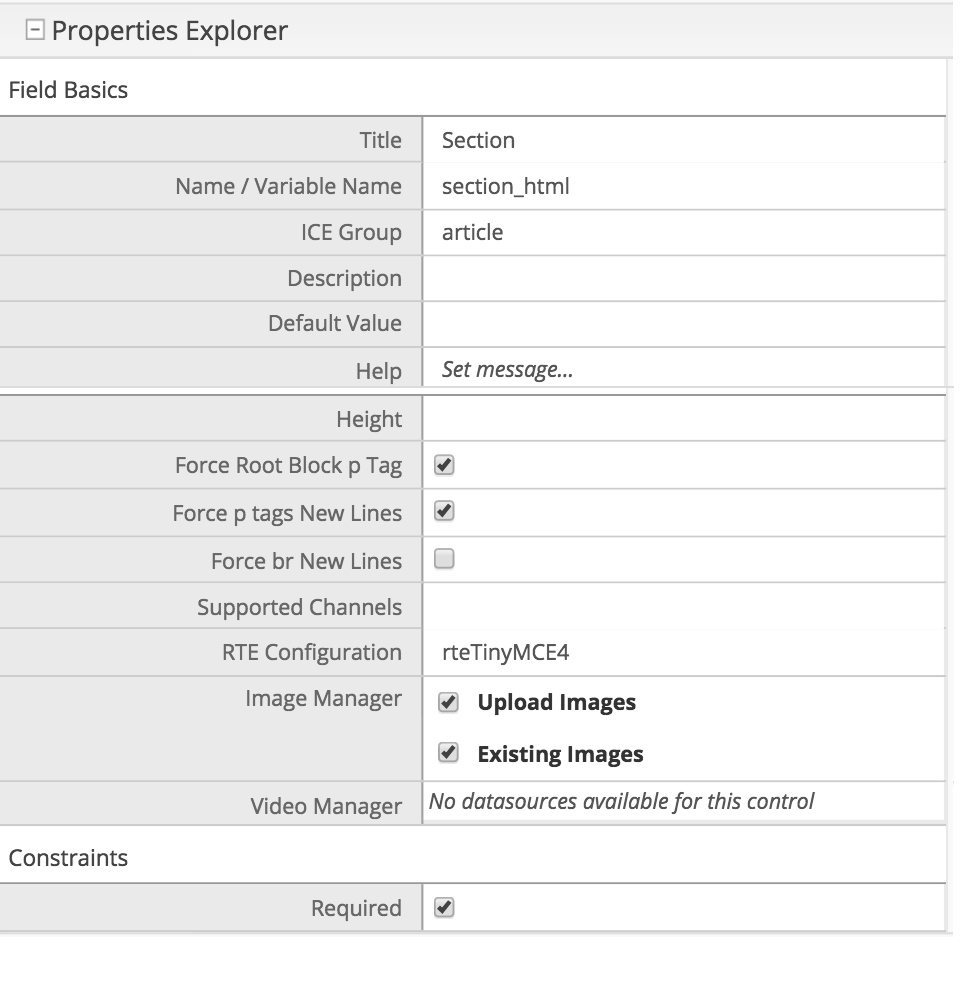 Properties Explorer
Field Basics
Title Section
Name / Variable Name section_html
ICE Group article
Description
Default Value
Help Set message...
Height
Force Root Block p Tag
Force p tags New Lines
Force br New Lines
Supported Channels
RTE Configuration rteTinyMCE4
Image Manager Upload Images
Existing Images
Video Manager No datasources available for this control
Constraints
Required